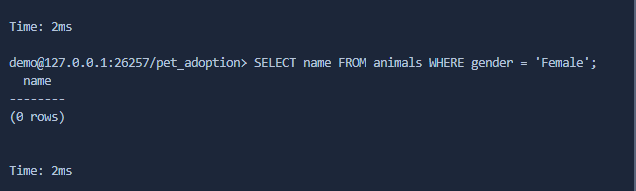 Time: 2ms
demo@127.0.0.1:26257/pet_adoption> SELECT name FROM animals WHERE gender = 'Female';
name
--------
(0 rows)
Time: 2ms